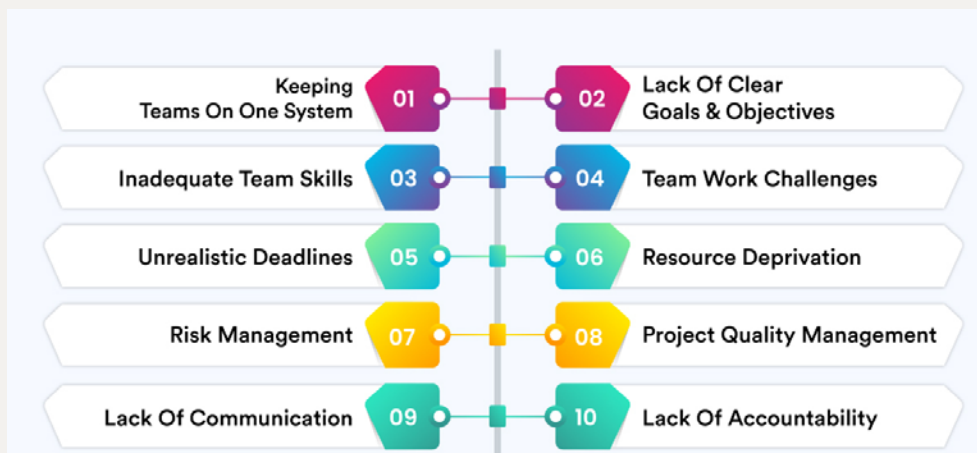 Keeping
Teams On One System
01
02
Lack Of Clear
Goals & Objectives
Inadequate Team Skills
03
04
Team Work Challenges
Unrealistic Deadlines
05
06
Resource Deprivation
Risk Management
07
08
Project Quality Management
Lack Of Communication
09
10
Lack Of Accountability